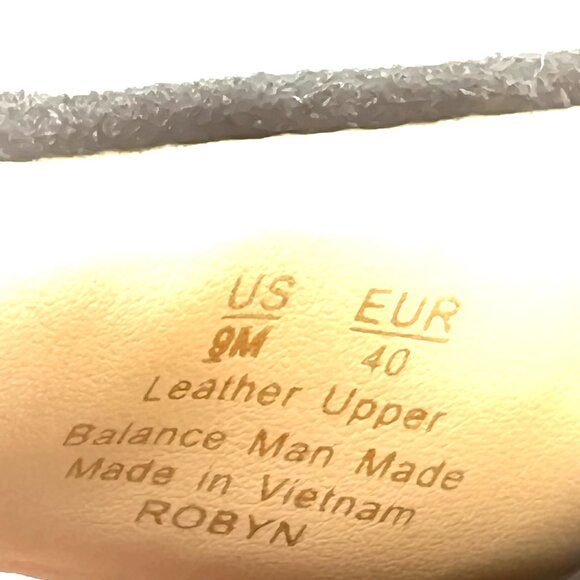 US EUR
9M 40
Leather Upper
Balance Man Made
Made in Vietnam
ROBYN